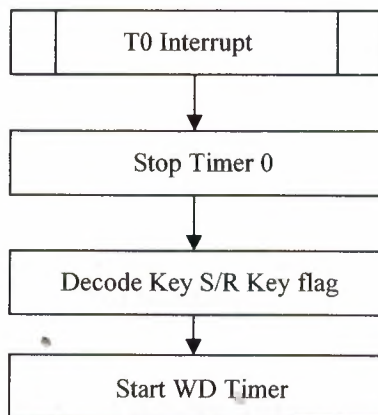 T0 Interrupt
Stop Timer 0
Decode Key S/R Key flag
Start WD Timer